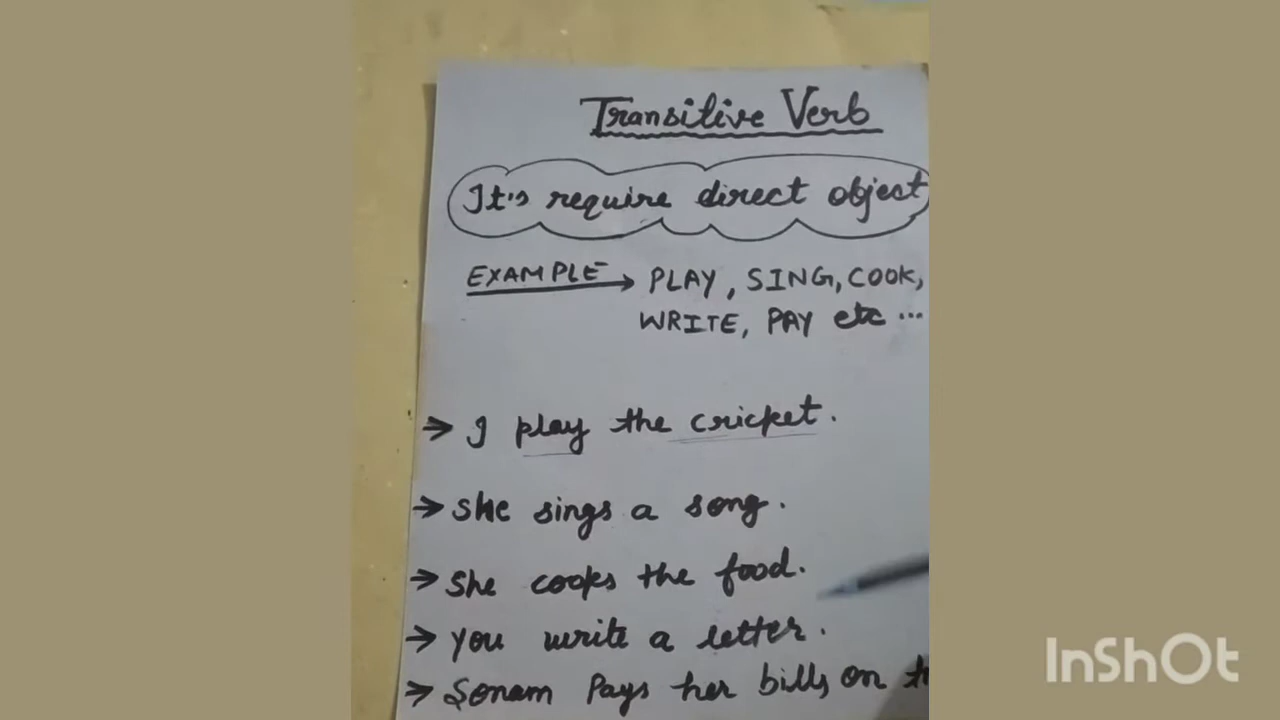 Transitive Verb
It's require direct object
EXAMPLE → PLAY, SING, COOK,
WRITE, PAY etc ...
→ I play the cricket.
→ She sings a song.
→ She cooks the food.
→ you write a letter.
→ Sonam Pays her bills on
InShOt